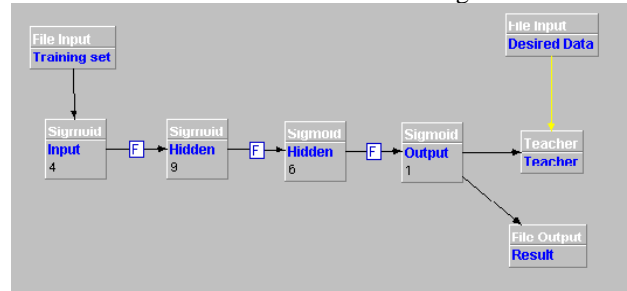 File Input
Training set
File Input
Desired Data
Sigmoid
Input
4
F
Sigmoid
Hidden
9
F
Sigmoid
Hidden
6
F
Sigmoid
Output
1
Teacher
Teacher
File Output
Result